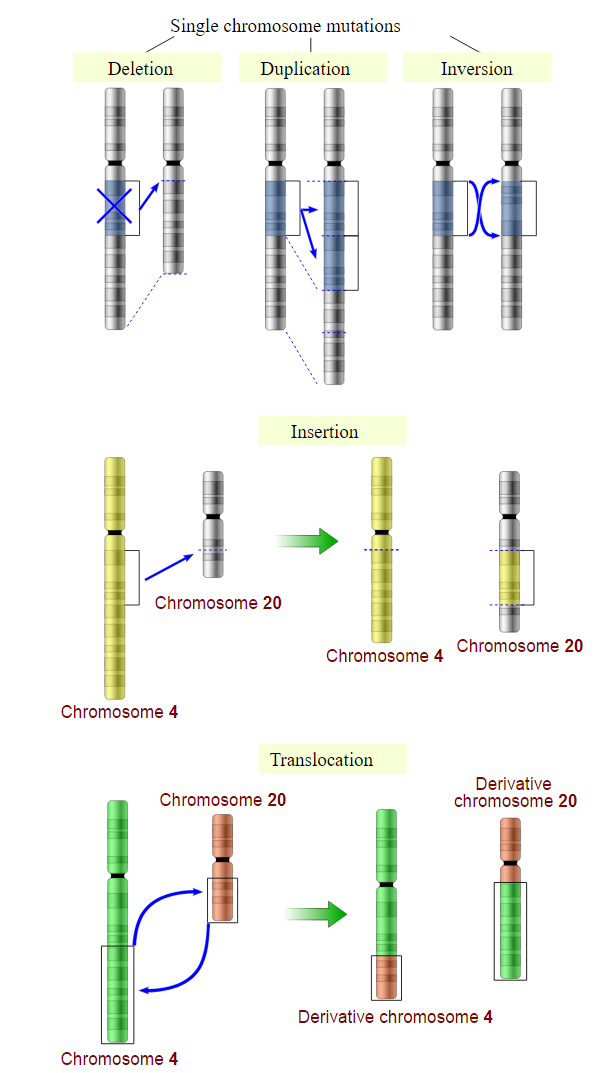 Single chromosome mutations
Deletion
Duplication
Inversion
Insertion
Chromosome 20
Chromosome 4
Chromosome 4
Chromosome 20
Translocation
Chromosome 20
Derivative
chromosome 20
Derivative chromosome 4
Chromosome 4